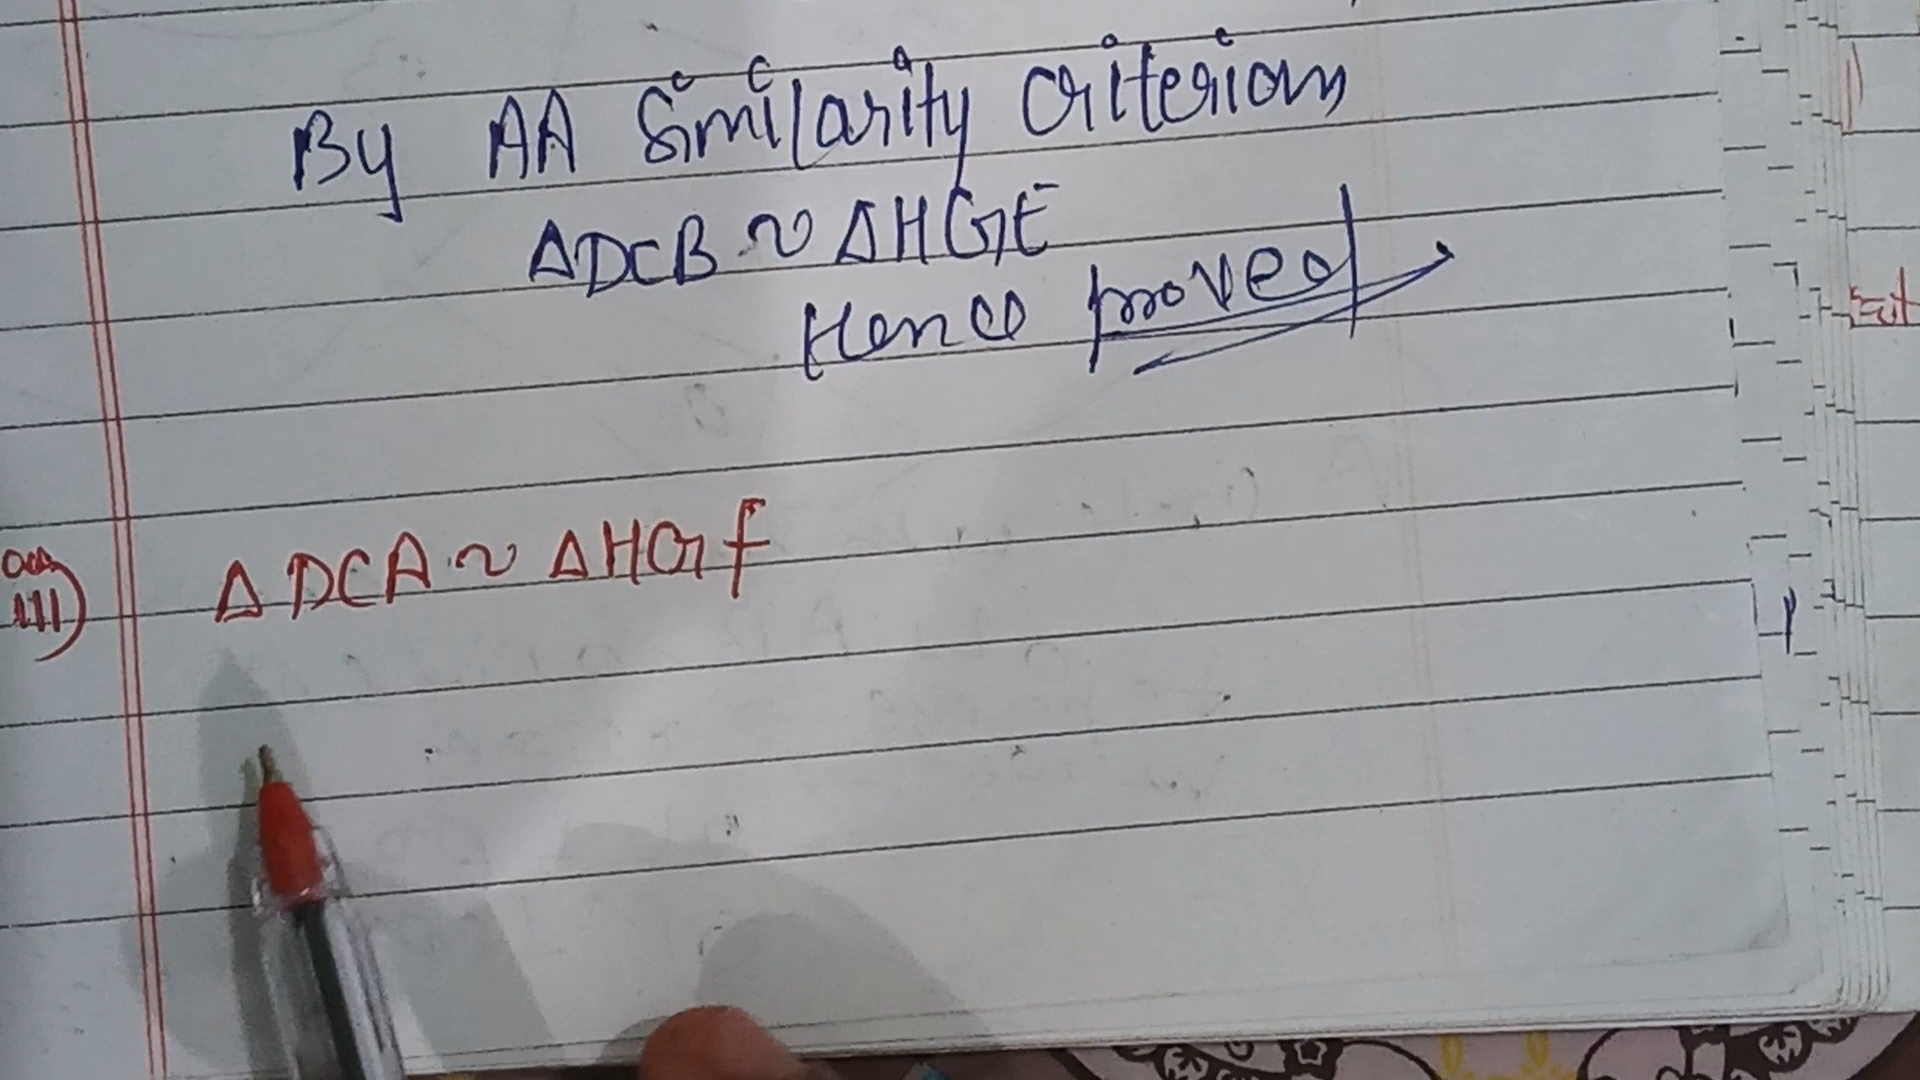 By AA Similarity Criterion
ΔDCB ~ ΔHGE
Hence proved
iii) ΔDCA ~ ΔHGF